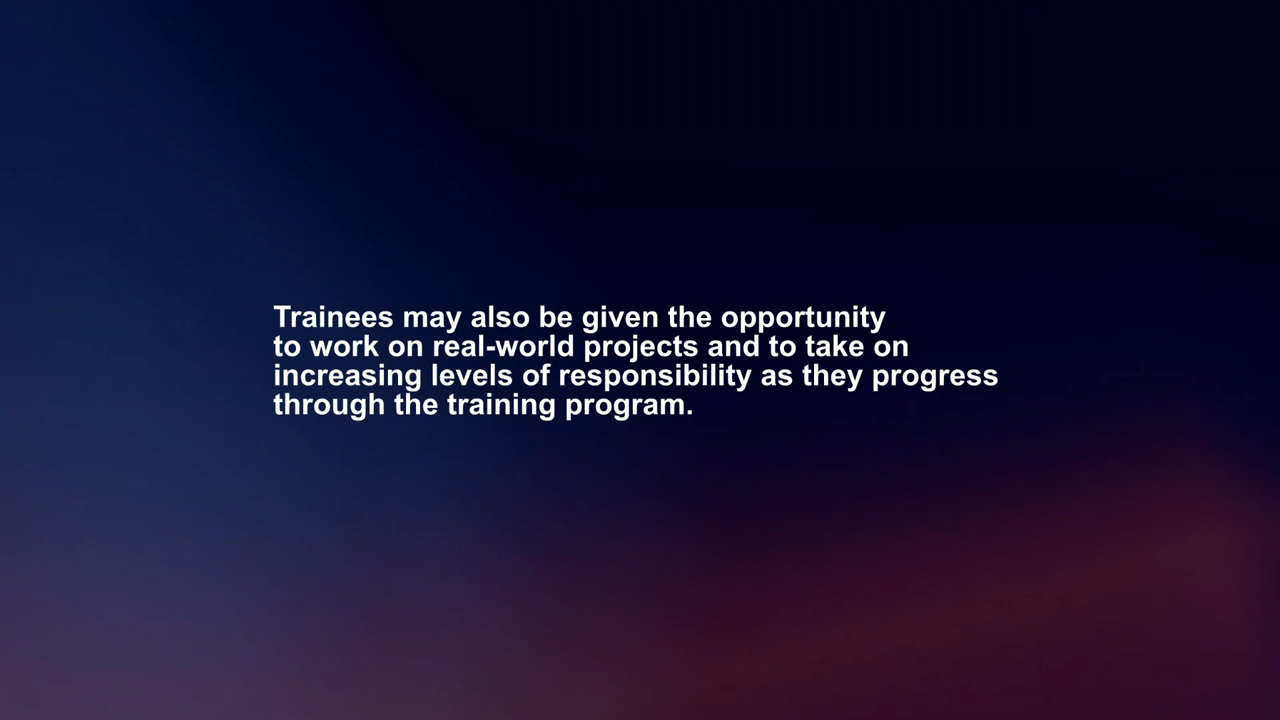 Trainees may also be given the opportunity
to work on real-world projects and to take on
increasing levels of responsibility as they progress
through the training program.